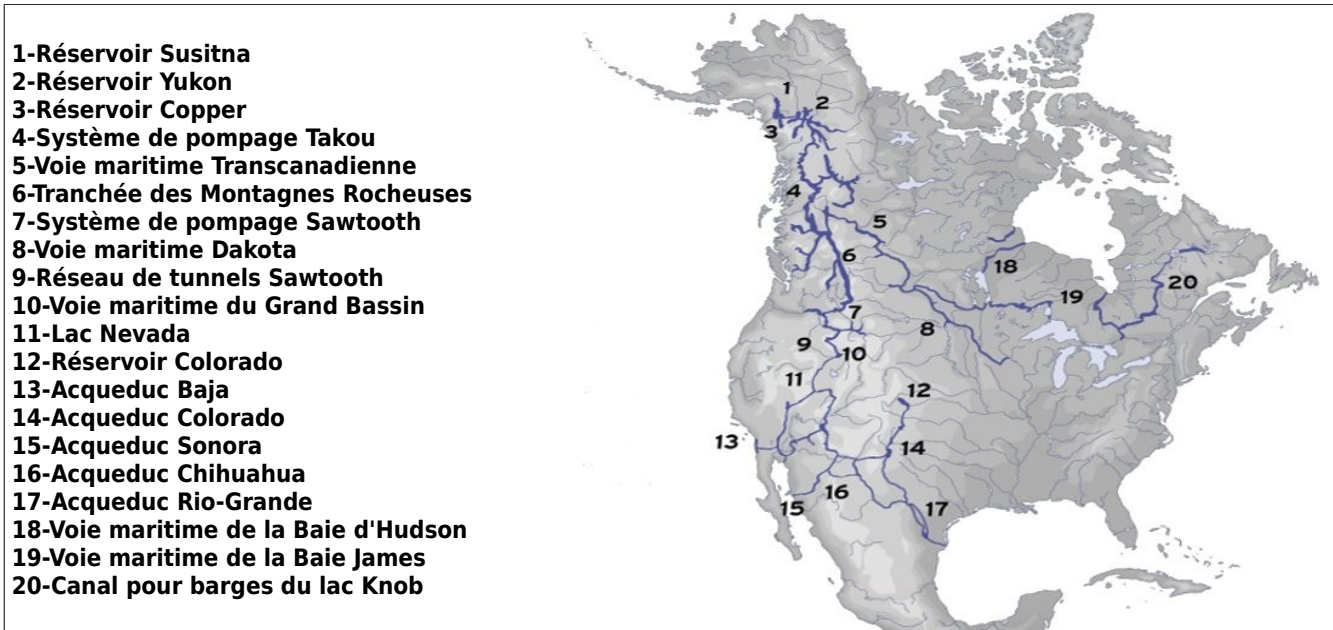 1-Réservoir Susitna
2-Réservoir Yukon
3-Réservoir Copper
4-Système de pompage Takou
5-Voie maritime Transcanadienne
6-Tranchée des Montagnes Rocheuses
7-Système de pompage Sawtooth
8-Voie maritime Dakota
9-Réseau de tunnels Sawtooth
10-Voie maritime du Grand Bassin
11-Lac Nevada
12-Réservoir Colorado
13-Acqueduc Baja
14-Acqueduc Colorado
15-Acqueduc Sonora
16-Acqueduc Chihuahua
17-Acqueduc Rio-Grande
18-Voie maritime de la Baie d'Hudson
19-Voie maritime de la Baie James
20-Canal pour barges du lac Knob
1
2
3
4
5
6
18
19
20
7
8
9
10
11
12
13
14
16
15
17